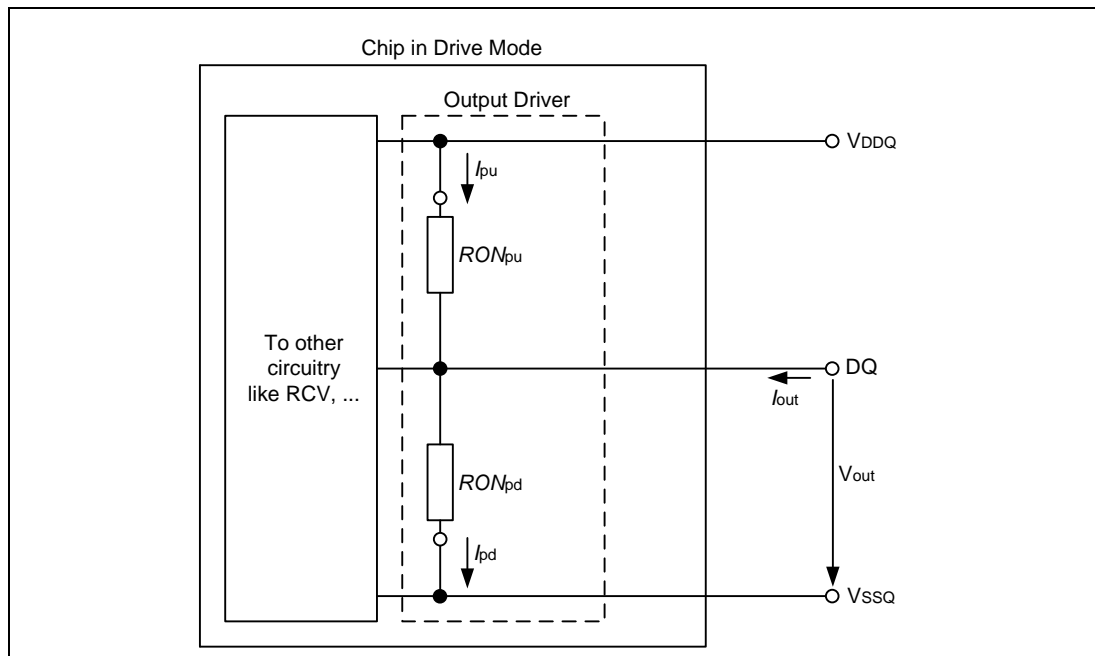 Chip in Drive Mode
Output Driver
VDDQ
Ipu
RONpu
To other
circuitry
like RCV, ...
DQ
Iout
RONpd
Vout
Ipd
VSSQ